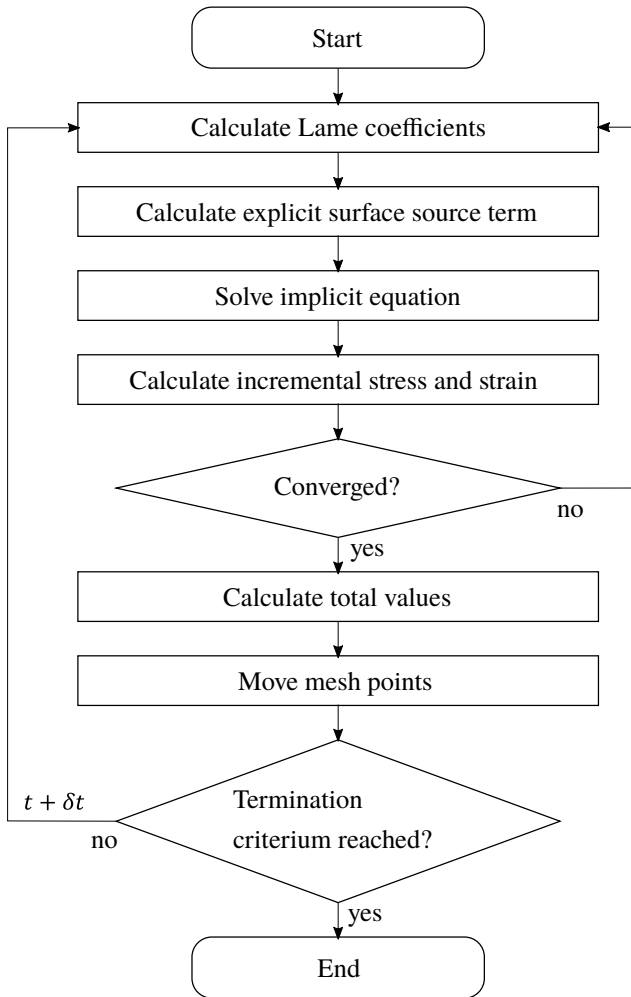 Start
Calculate Lame coefficients
Calculate explicit surface source term
Solve implicit equation
Calculate incremental stress and strain
Converged?
no
yes
Calculate total values
Move mesh points
t + δt
no
Termination
criterium reached?
yes
End